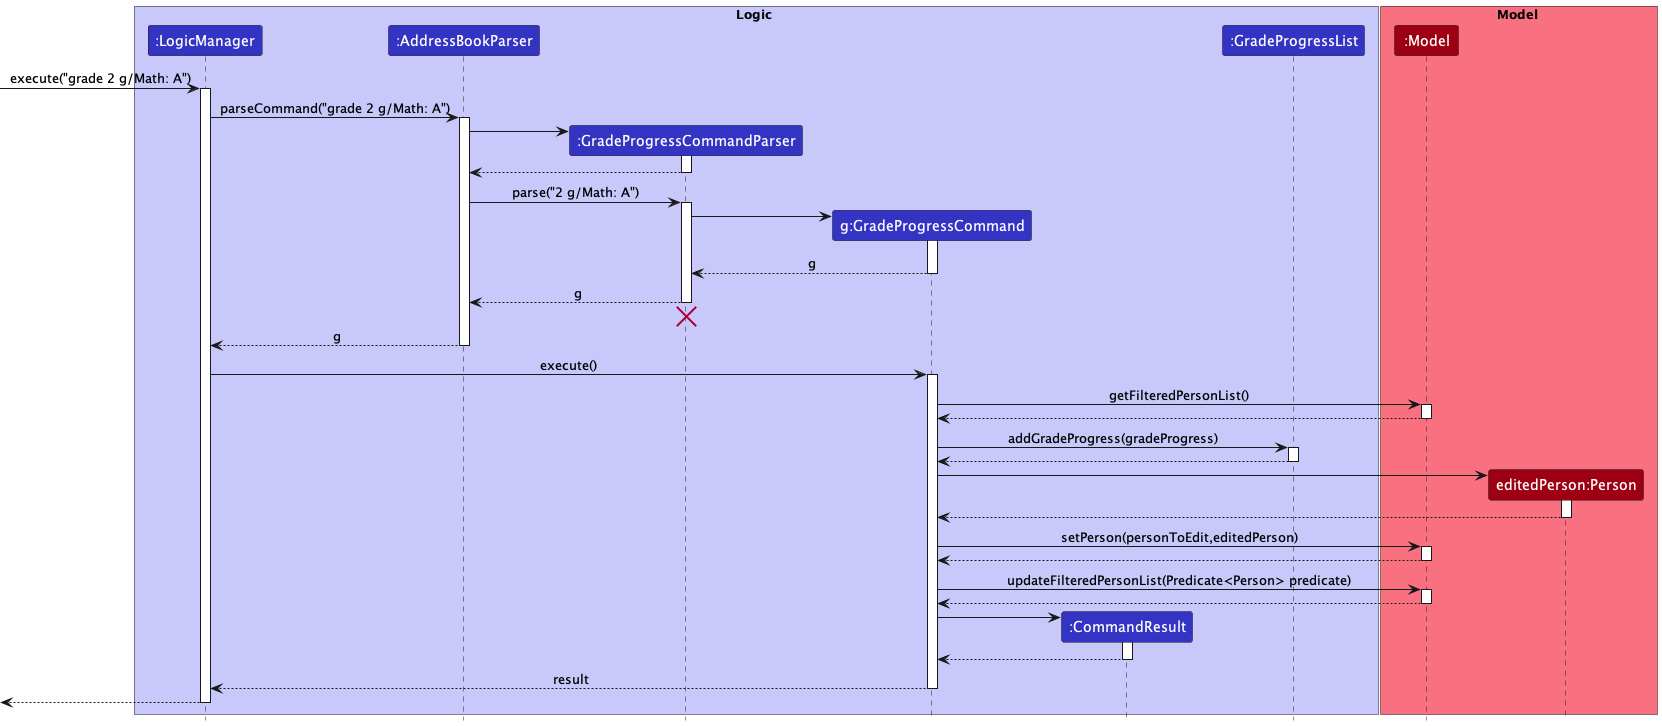 Logic
Model
:LogicManager
:AddressBookParser
:GradeProgressList
:Model
execute("grade 2 g/Math: A")
parseCommand("grade 2 g/Math: A")
:GradeProgressCommandParser
parse("2 g/Math: A")
g:GradeProgressCommand
g
g
g
execute()
getFilteredPersonList()
addGradeProgress(gradeProgress)
editedPerson:Person
setPerson(personToEdit,editedPerson)
updateFilteredPersonList(Predicate<Person> predicate)
:CommandResult
result